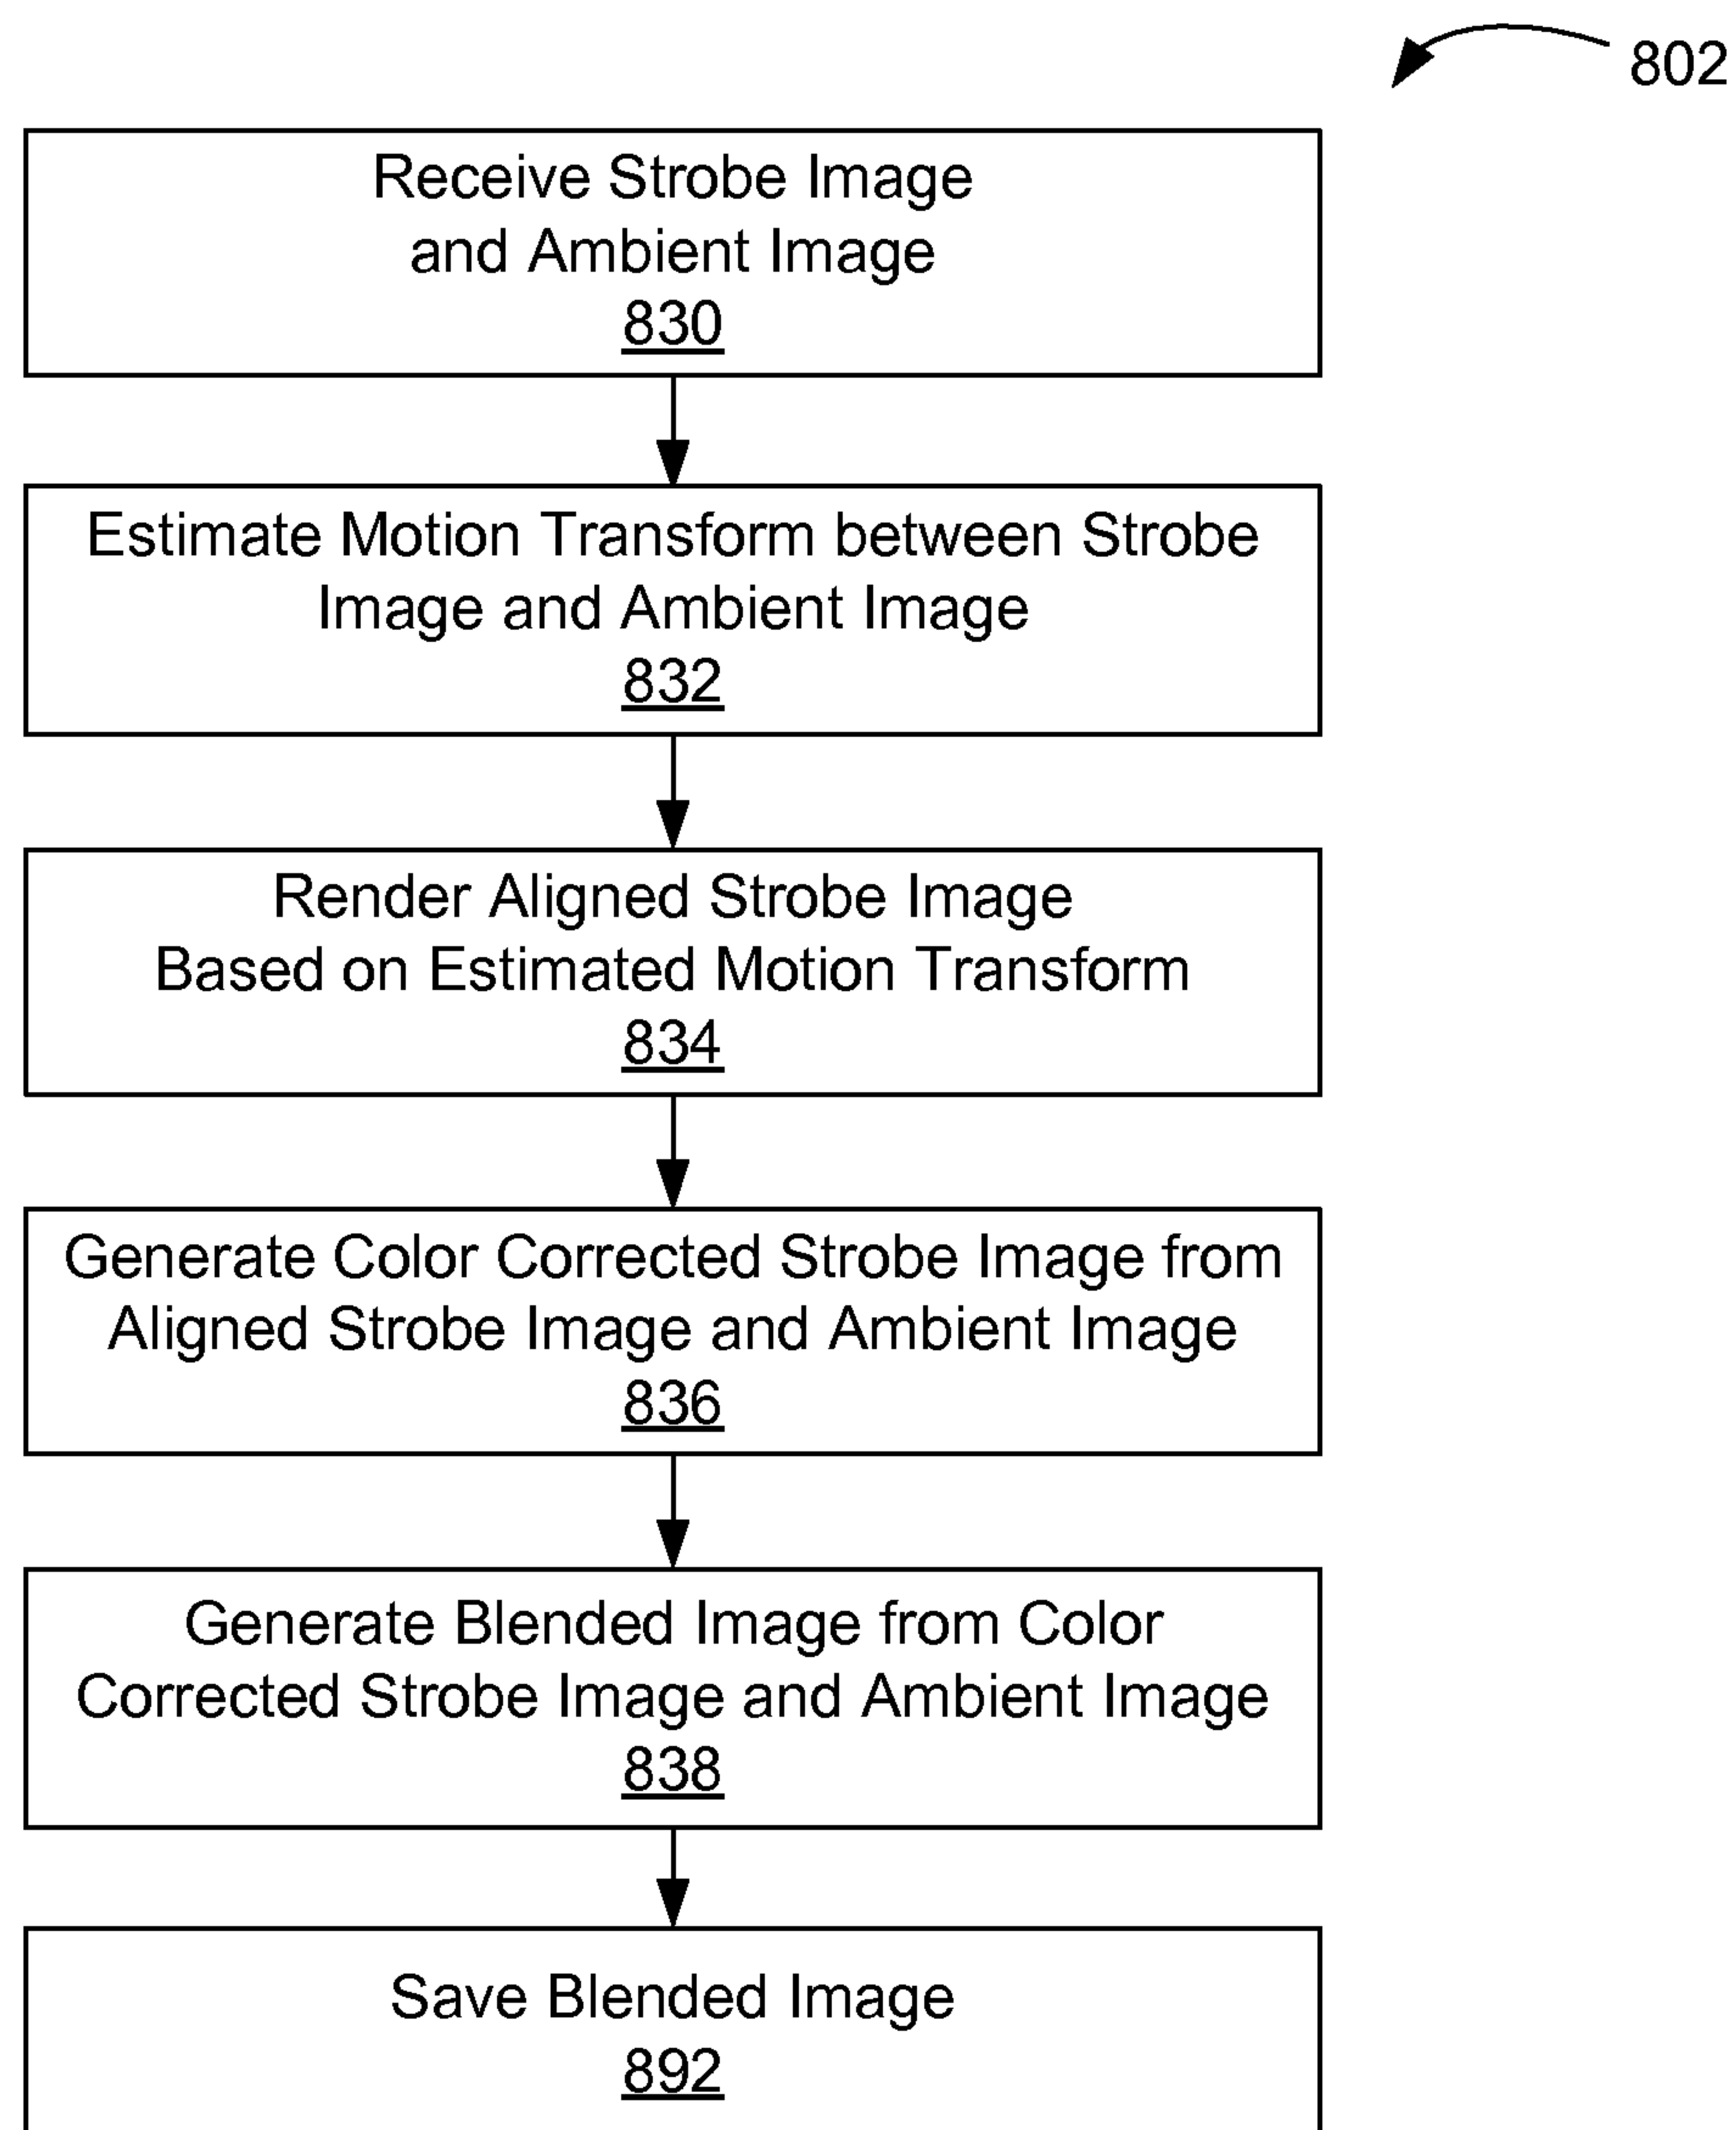 802
Receive Strobe Image
and Ambient Image
830
Estimate Motion Transform between Strobe
Image and Ambient Image
832
Render Aligned Strobe Image
Based on Estimated Motion Transform
834
Generate Color Corrected Strobe Image from
Aligned Strobe Image and Ambient Image
836
Generate Blended Image from Color
Corrected Strobe Image and Ambient Image
838
Save Blended Image
892